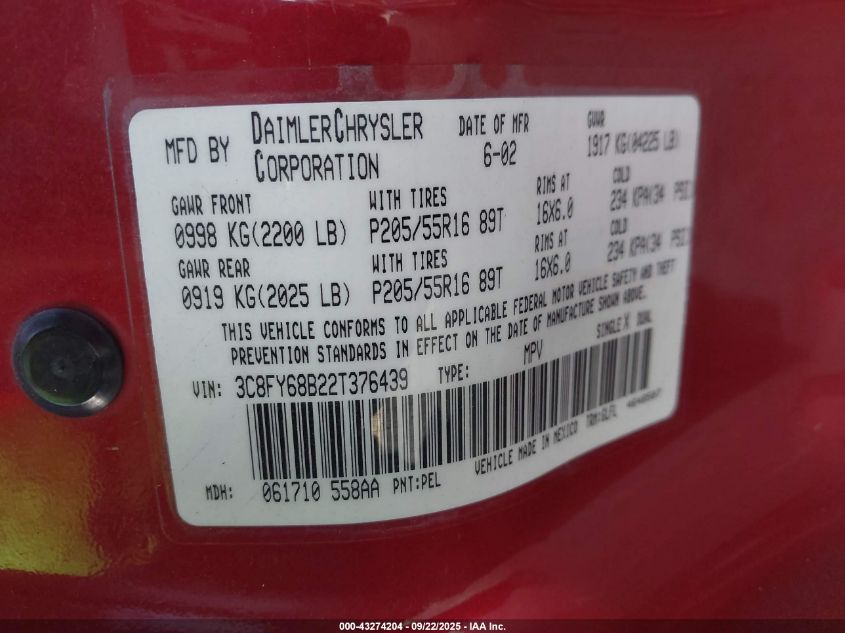 MFD BY DAIMLERCHRYSLER CORPORATION
DATE OF MFR 6-02
GVWR 1917 KG(04225 LB)
GAWR FRONT WITH TIRES RIMS AT COLD
0998 KG(2200 LB) P205/55R16 89T 16X6.0 234 KPA(34 PSI)
GAWR REAR WITH TIRES RIMS AT COLD
0919 KG(2025 LB) P205/55R16 89T 16X6.0 234 KPA(34 PSI)
THIS VEHICLE CONFORMS TO ALL APPLICABLE FEDERAL MOTOR VEHICLE SAFETY AND THEFT
PREVENTION STANDARDS IN EFFECT ON THE DATE OF MANUFACTURE SHOWN ABOVE.
VIN: 3C8FY68B22T376439 TYPE: MPV SINGLE X DUAL
MDH: 061710 558AA PNT:PEL VEHICLE MADE IN MEXICO TRM:GLFL
000-43274204 - 09/22/2025 - IAA Inc.